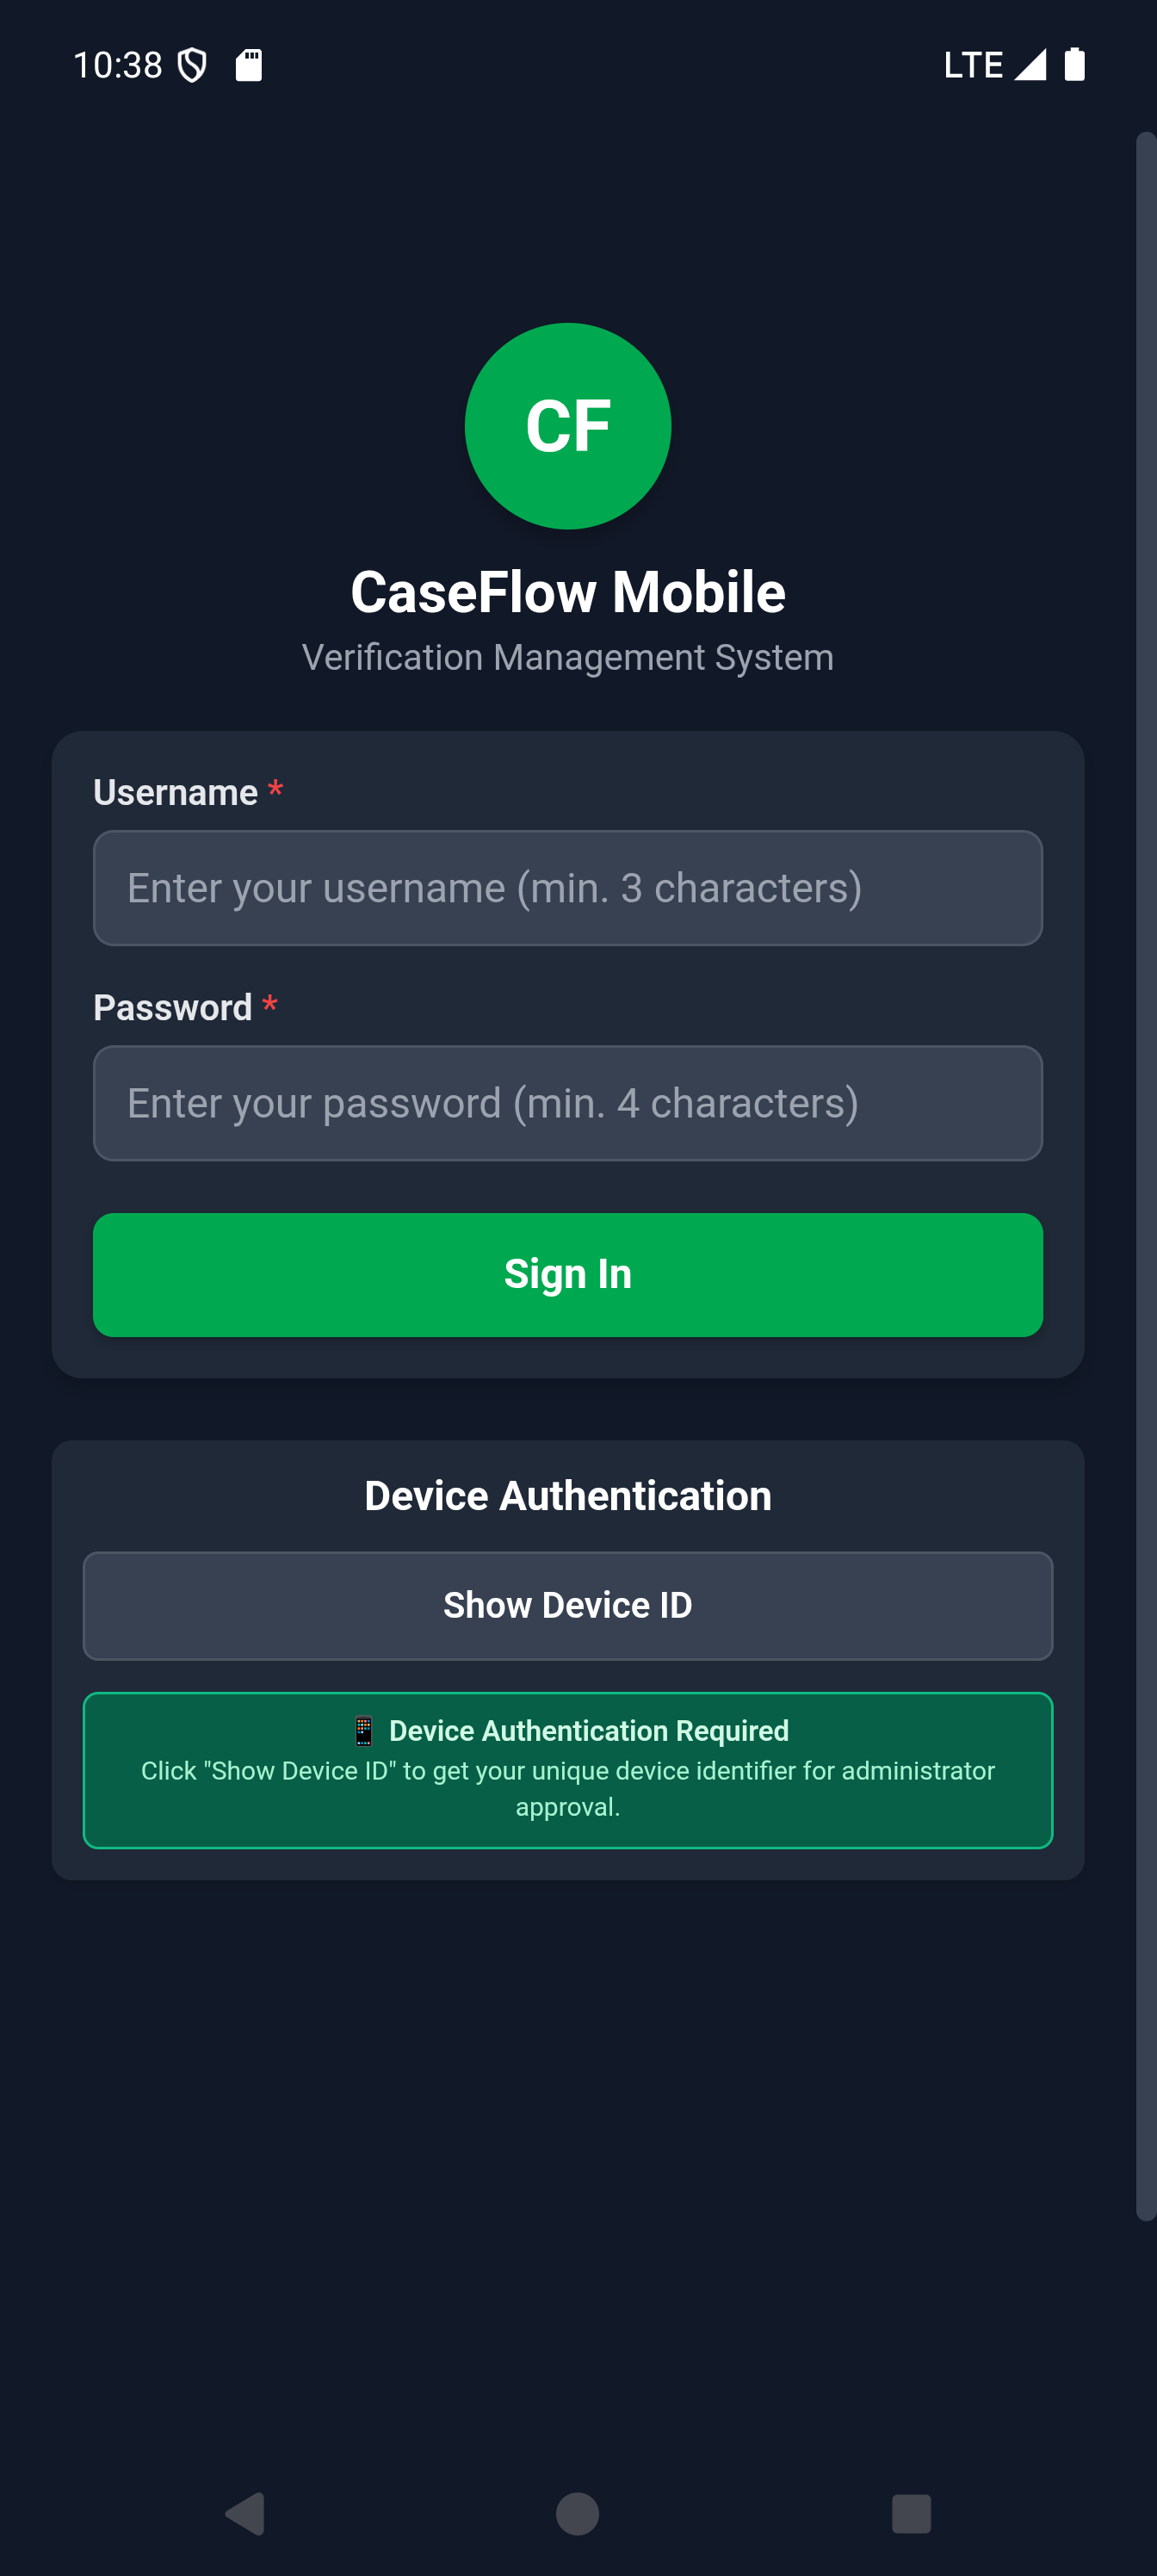 10:38
LTE
CF
CaseFlow Mobile
Verification Management System
Username *
Enter your username (min. 3 characters)
Password *
Enter your password (min. 4 characters)
Sign In
Device Authentication
Show Device ID
📱 Device Authentication Required
Click "Show Device ID" to get your unique device identifier for administrator
approval.